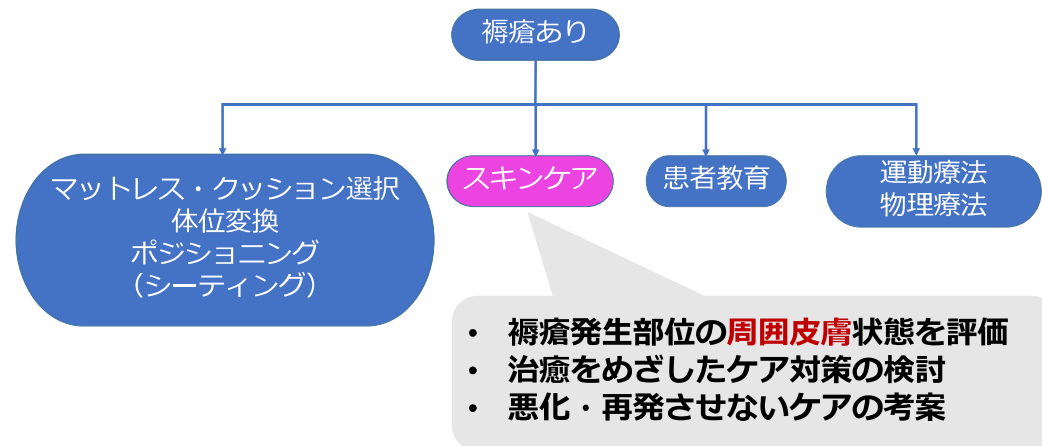 褥瘡あり
マットレス・クッション選択
体位変換
ポジショニング
（シーティング）
スキンケア
患者教育
運動療法
物理療法
• 褥瘡発生部位の周囲皮膚状態を評価
• 治癒をめざしたケア対策の検討
• 悪化・再発させないケアの考案